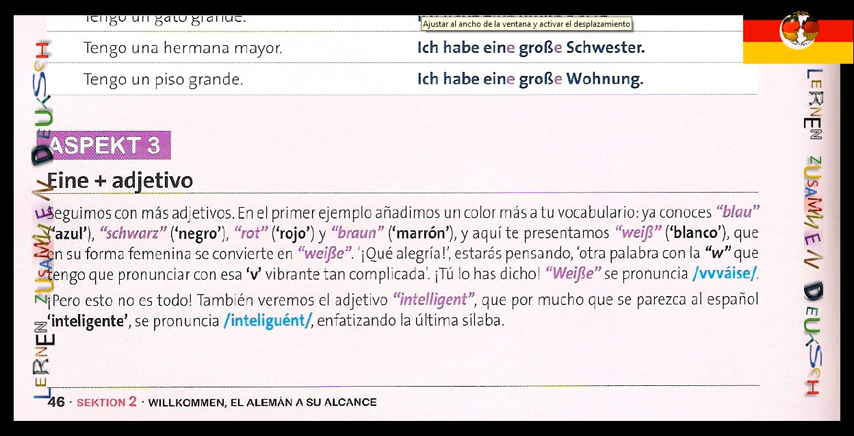 Tengo un gato grande.
Ajustar al ancho de la ventana y activar el desplazamiento
Tengo una hermana mayor. Ich habe eine große Schwester.
Tengo un piso grande. Ich habe eine große Wohnung.
ASPEKT 3
Eine + adjetivo
Seguimos con más adjetivos. En el primer ejemplo añadimos un color más a tu vocabulario: ya conoces “blau”
(‘azul’), “schwarz” (‘negro’), “rot” (‘rojo’) y “braun” (‘marrón’), y aquí te presentamos “weiß” (‘blanco’), que
en su forma femenina se convierte en “weiße”. ‘¡Qué alegría!’, estarás pensando, ‘otra palabra con la “w” que
tengo que pronunciar con esa ‘v’ vibrante tan complicada’. ¡Tú lo has dicho! “Weiße” se pronuncia /vvváise/.
¡Pero esto no es todo! También veremos el adjetivo “intelligent”, que por mucho que se parezca al español
‘inteligente’, se pronuncia /inteliguént/, enfatizando la última sílaba.
46 · SEKTION 2 · WILLKOMMEN, EL ALEMÁN A SU ALCANCE
LERNEN ZUSAMMEN DEUKSCH
LERNEN ZUSAMMEN DEUKSCH